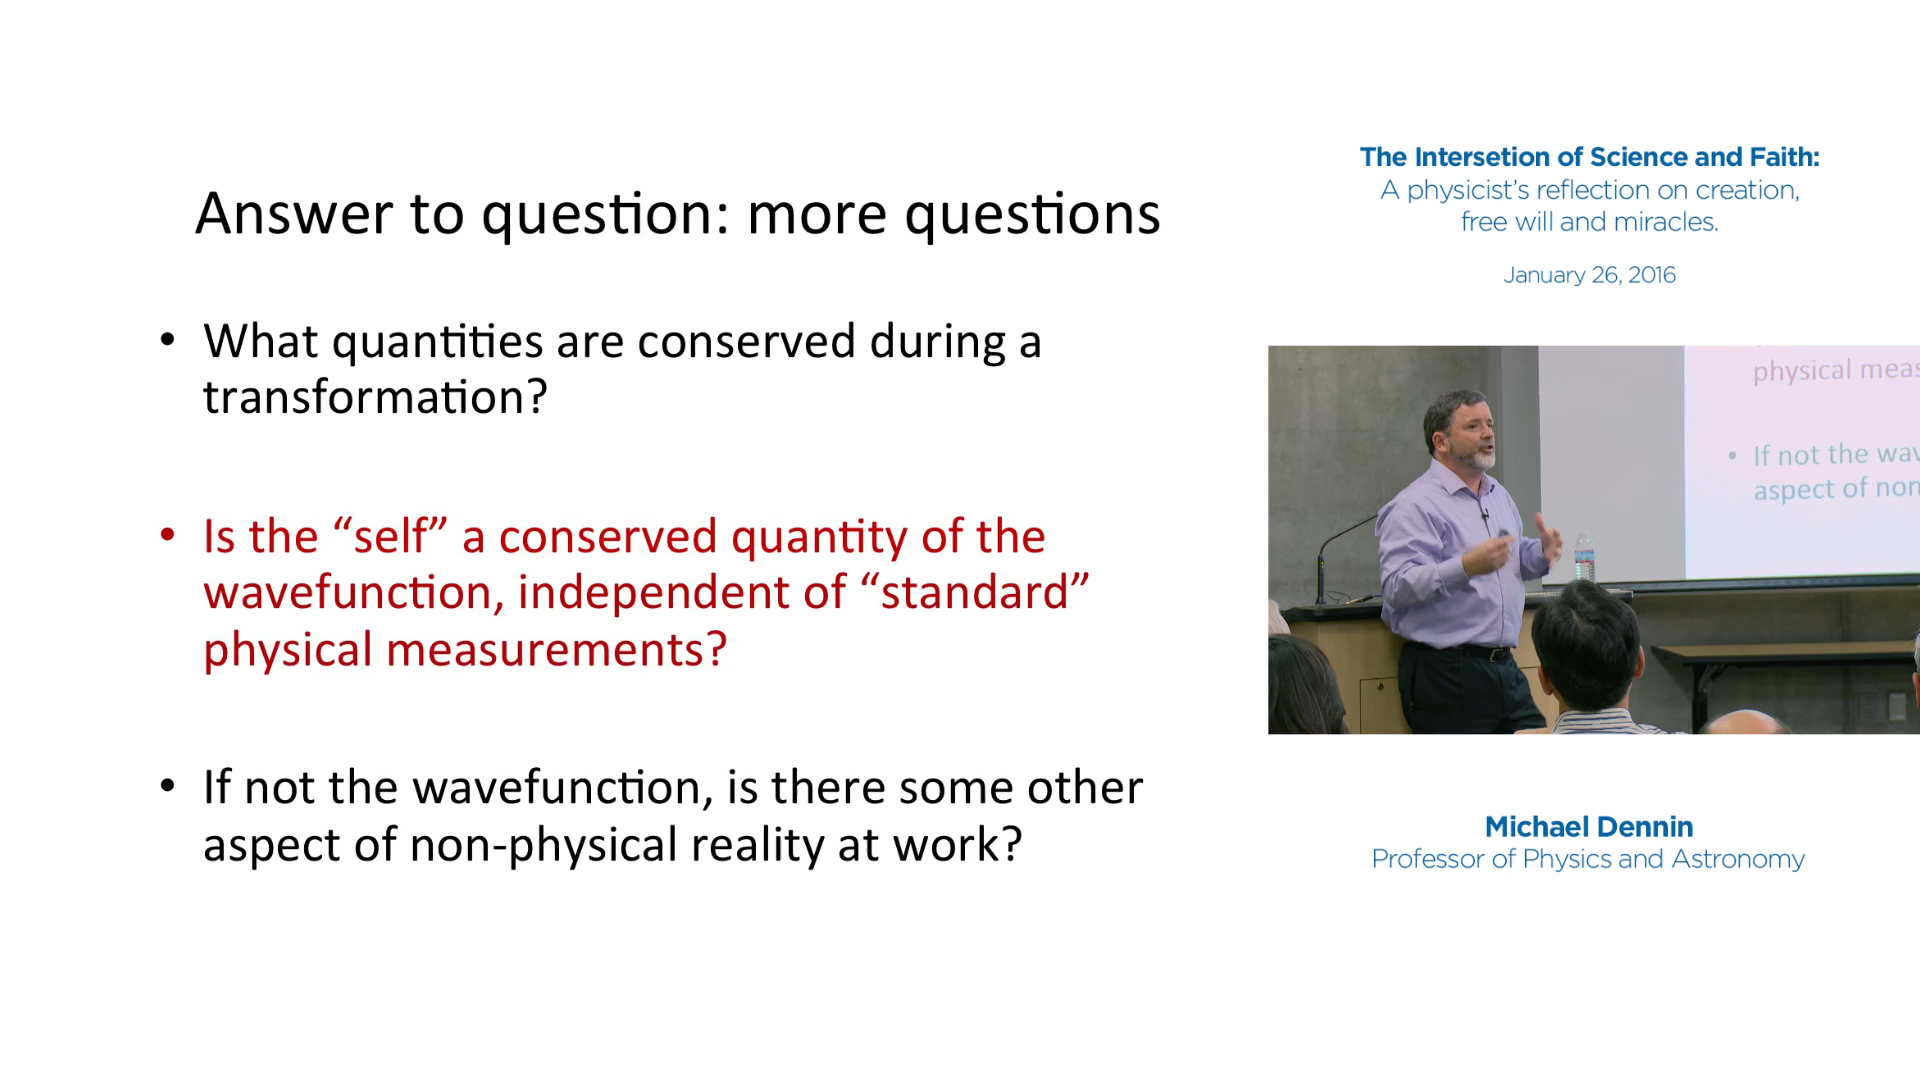 Answer to question: more questions
• What quantities are conserved during a
transformation?
• Is the “self” a conserved quantity of the
wavefunction, independent of “standard”
physical measurements?
• If not the wavefunction, is there some other
aspect of non-physical reality at work?
The Intersetion of Science and Faith:
A physicist’s reflection on creation,
free will and miracles.
January 26, 2016
physical meas
• If not the wav
aspect of non
Michael Dennin
Professor of Physics and Astronomy